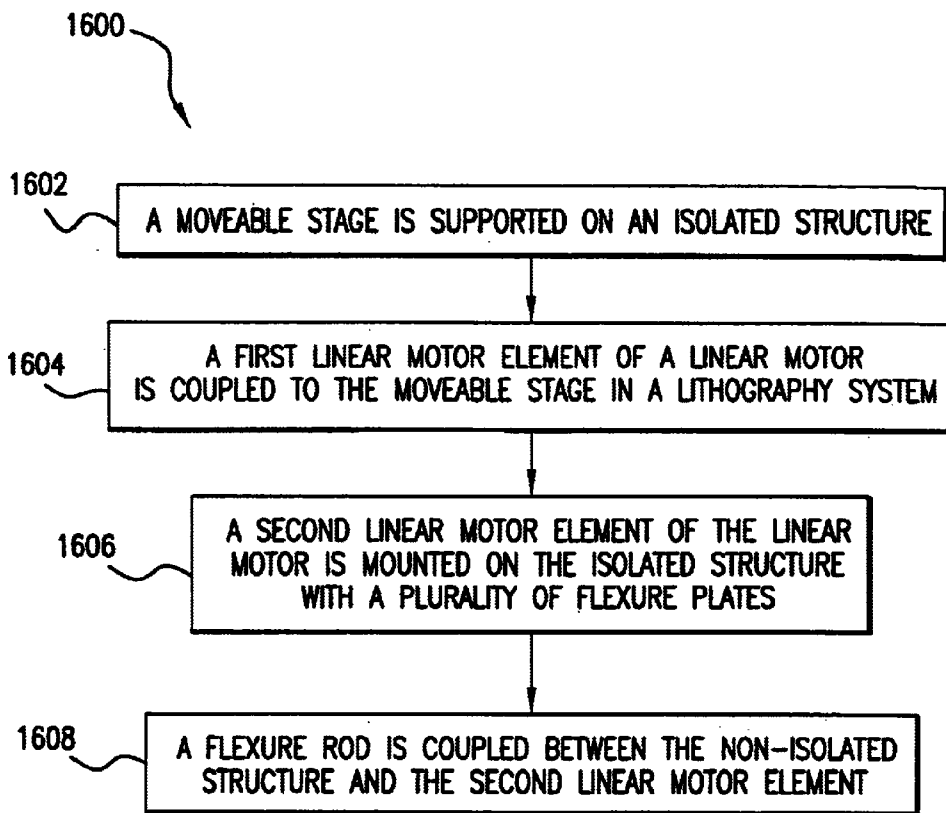 1600
1602
A MOVEABLE STAGE IS SUPPORTED ON AN ISOLATED STRUCTURE
1604
A FIRST LINEAR MOTOR ELEMENT OF A LINEAR MOTOR
IS COUPLED TO THE MOVEABLE STAGE IN A LITHOGRAPHY SYSTEM
1606
A SECOND LINEAR MOTOR ELEMENT OF THE LINEAR
MOTOR IS MOUNTED ON THE ISOLATED STRUCTURE
WITH A PLURALITY OF FLEXURE PLATES
1608
A FLEXURE ROD IS COUPLED BETWEEN THE NON-ISOLATED
STRUCTURE AND THE SECOND LINEAR MOTOR ELEMENT